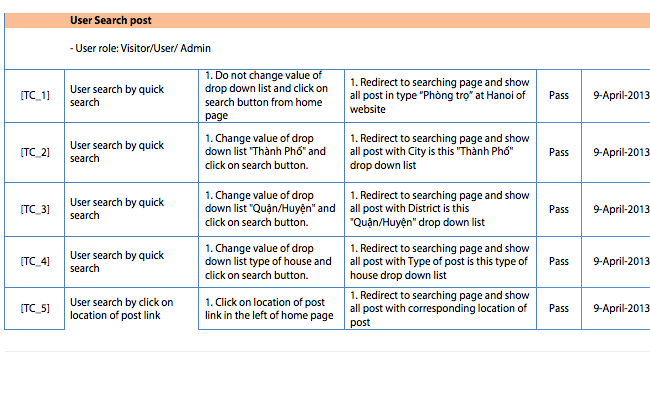 User Search post
- User role: Visitor/User/ Admin
[TC_1]
User search by quick
search
1. Do not change value of
drop down list and click on
search button from home
page
1. Redirect to searching page and show
all post in type “Phòng trọ” at Hanoi of
website
Pass
9-April-2013
[TC_2]
User search by quick
search
1. Change value of drop
down list "Thành Phố" and
click on search button.
1. Redirect to searching page and show
all post with City is this "Thành Phố"
drop down list
Pass
9-April-2013
[TC_3]
User search by quick
search
1. Change value of drop
down list "Quận/Huyện" and
click on search button.
1. Redirect to searching page and show
all post with District is this
"Quận/Huyện" drop down list
Pass
9-April-2013
[TC_4]
User search by quick
search
1. Change value of drop
down list type of house and
click on search button.
1. Redirect to searching page and show
all post with Type of post is this type of
house drop down list
Pass
9-April-2013
[TC_5]
User search by click on
location of post link
1. Click on location of post
link in the left of home page
1. Redirect to searching page and show
all post with corresponding location of
post
Pass
9-April-2013